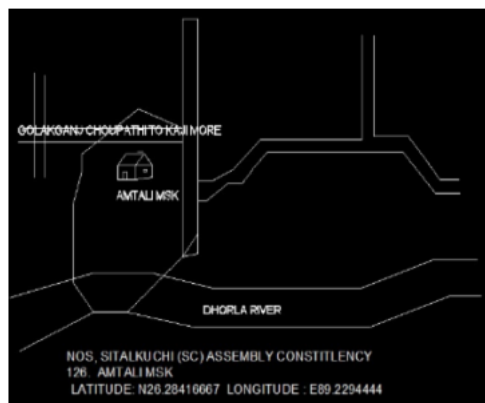 GOLAKGANJ CHOUPATHI TO KAJI MORE
AMTALI MSK
DHORLA RIVER
NOS, SITALKUCHI (SC) ASSEMBLY CONSTITLENCY
126. AMTALI MSK
LATITUDE: N26.28416667 LONGITUDE : E89.2294444